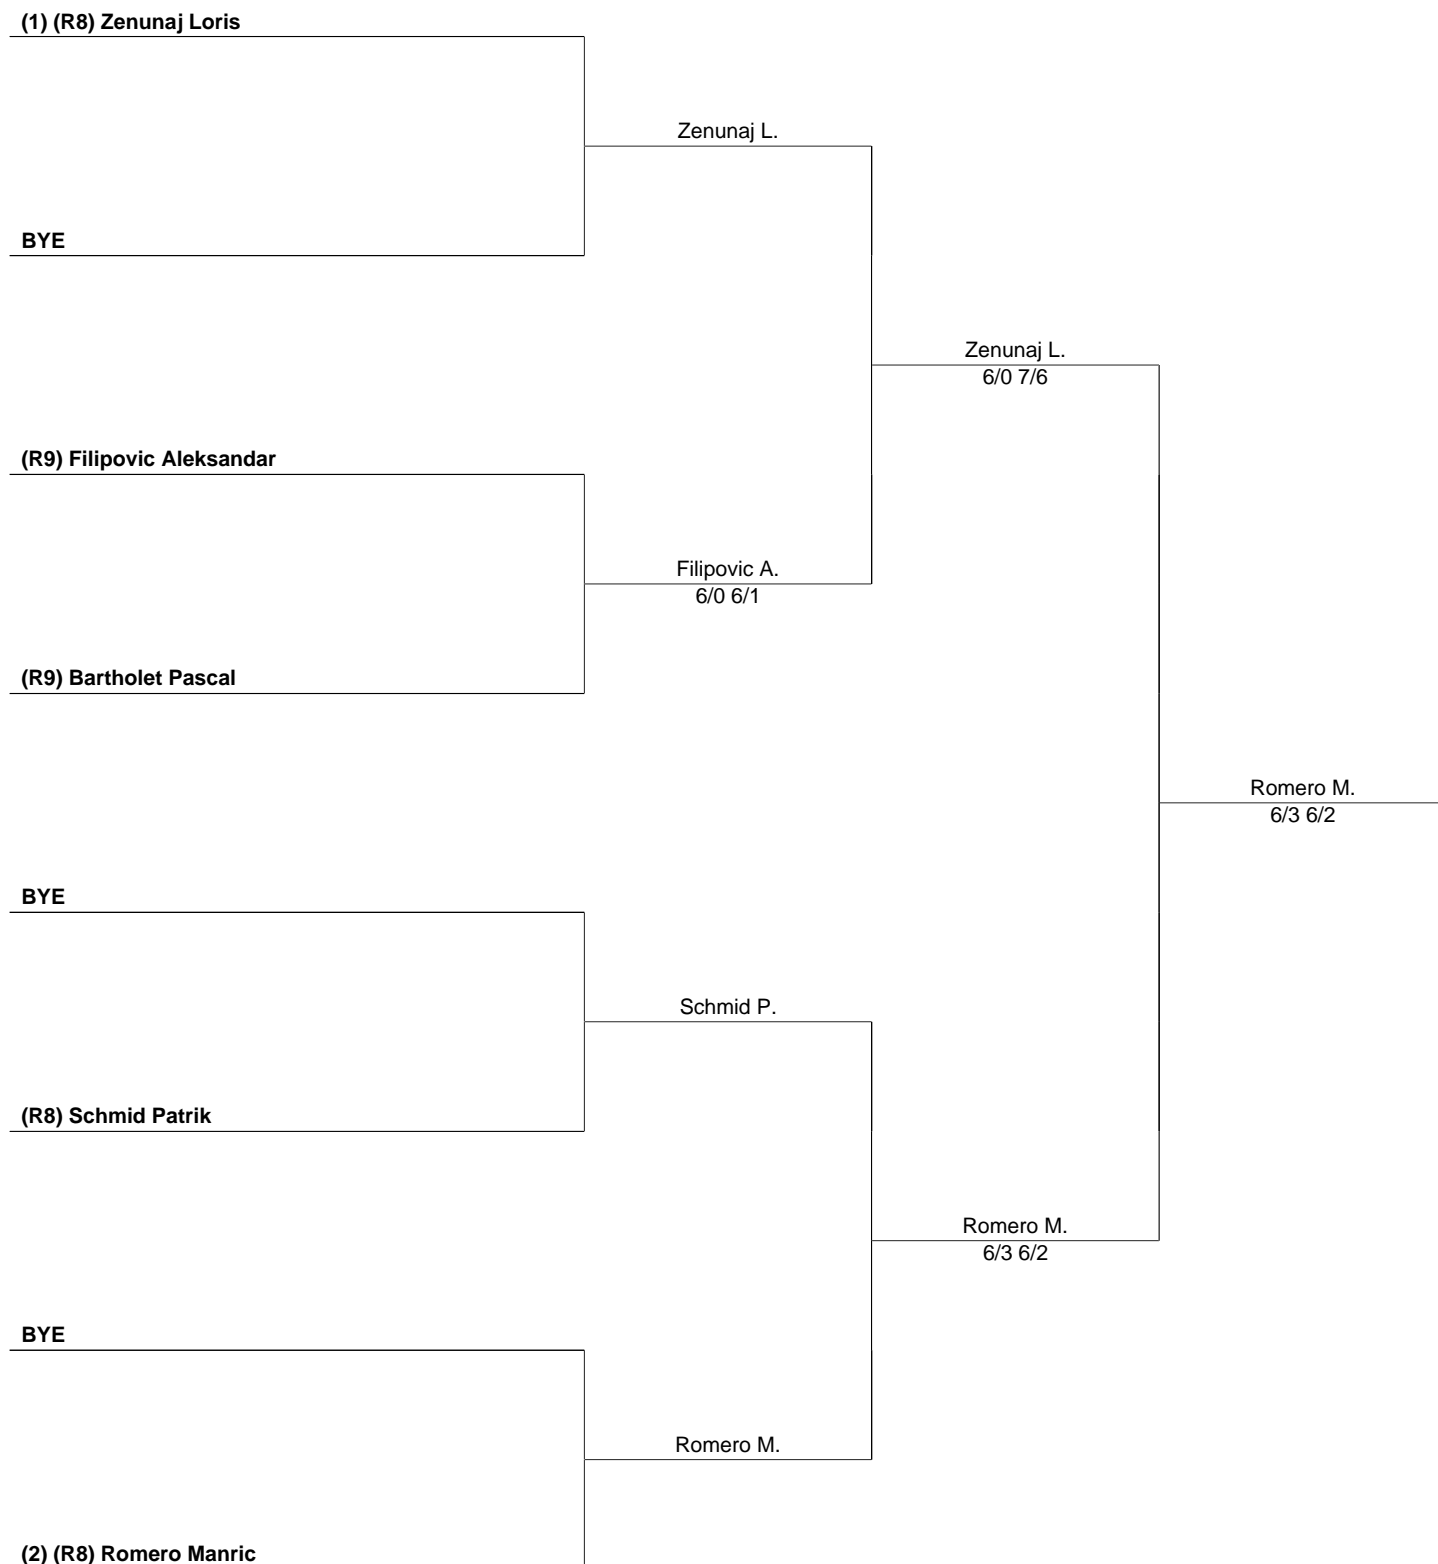 (1) (R8) Zenunaj Loris
Zenunaj L.
BYE
Zenunaj L.
6/0 7/6
(R9) Filipovic Aleksandar
Filipovic A.
6/0 6/1
(R9) Bartholet Pascal
Romero M.
6/3 6/2
BYE
Schmid P.
(R8) Schmid Patrik
Romero M.
6/3 6/2
BYE
Romero M.
(2) (R8) Romero Manric